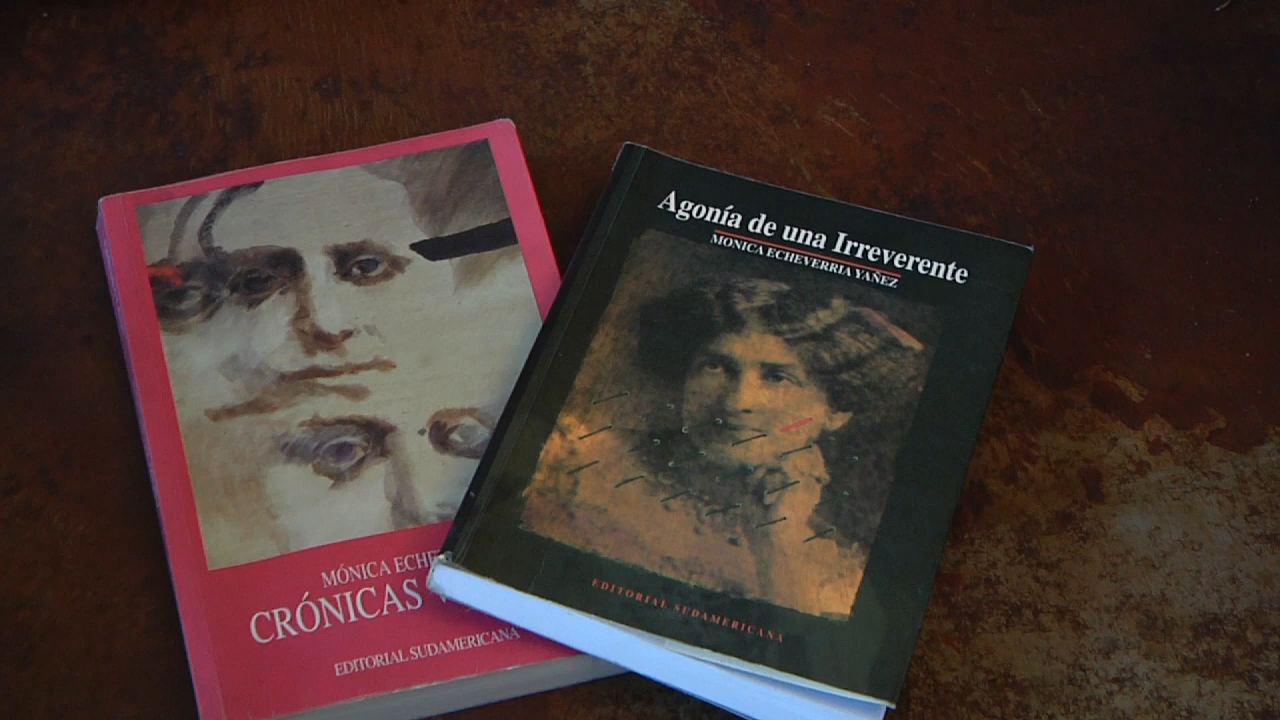 MÓNICA ECHE
CRÓNICAS
EDITORIAL SUDAMERICANA
Agonía de una Irreverente
MONICA ECHEVERRIA YAÑEZ
EDITORIAL SUDAMERICANA